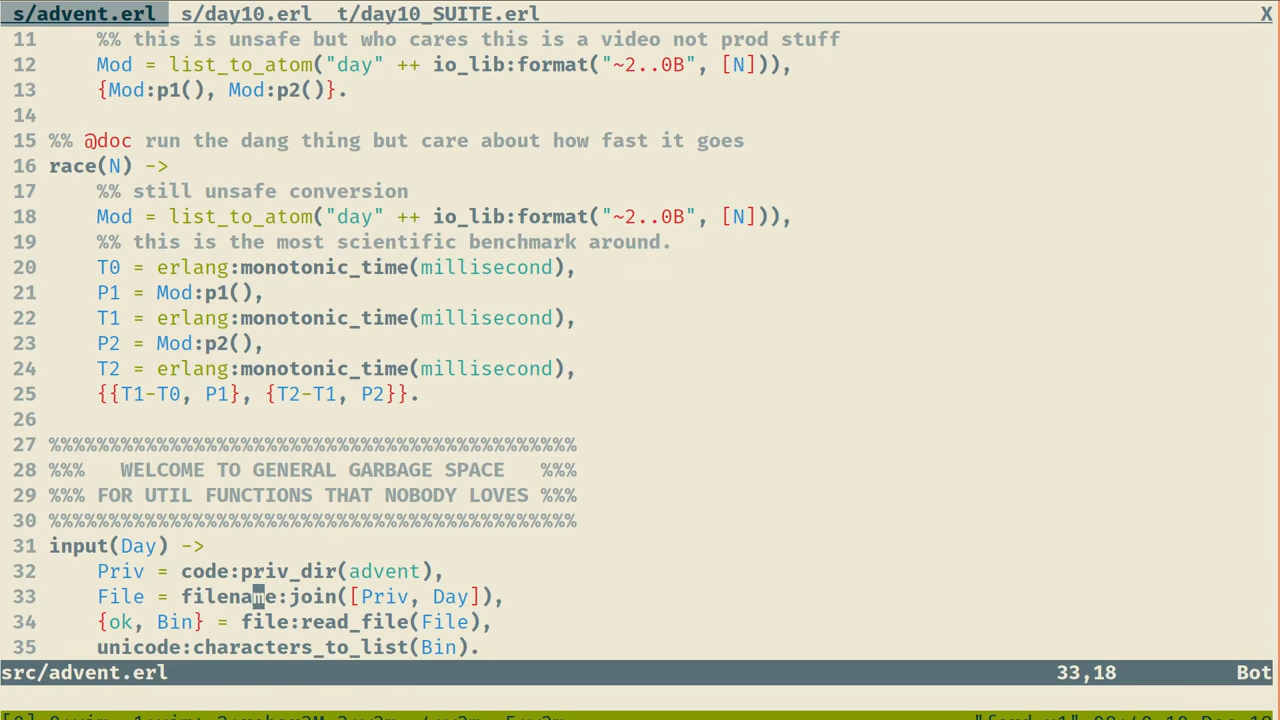 s/advent.erl s/day10.erl t/day10_SUITE.erl X
11 %% this is unsafe but who cares this is a video not prod stuff
12 Mod = list_to_atom("day" ++ io_lib:format("~2..0B", [N])),
13 {Mod:p1(), Mod:p2()}.
14
15 %% @doc run the dang thing but care about how fast it goes
16 race(N) ->
17 %% still unsafe conversion
18 Mod = list_to_atom("day" ++ io_lib:format("~2..0B", [N])),
19 %% this is the most scientific benchmark around.
20 T0 = erlang:monotonic_time(millisecond),
21 P1 = Mod:p1(),
22 T1 = erlang:monotonic_time(millisecond),
23 P2 = Mod:p2(),
24 T2 = erlang:monotonic_time(millisecond),
25 {{T1-T0, P1}, {T2-T1, P2}}.
26
27 %%%%%%%%%%%%%%%%%%%%%%%%%%%%%%%%%%%%%%%%%%%%
28 %%% WELCOME TO GENERAL GARBAGE SPACE %%%
29 %%% FOR UTIL FUNCTIONS THAT NOBODY LOVES %%%
30 %%%%%%%%%%%%%%%%%%%%%%%%%%%%%%%%%%%%%%%%%%%%
31 input(Day) ->
32 Priv = code:priv_dir(advent),
33 File = filename:join([Priv, Day]),
34 {ok, Bin} = file:read_file(File),
35 unicode:characters_to_list(Bin).
src/advent.erl 33,18 Bot